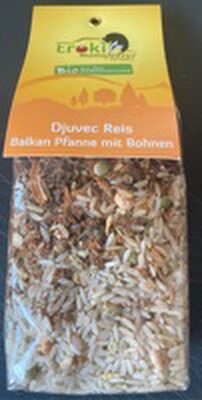 Eroki
Bio
Djuvec Reis
Balkan Pfanne mit Bohnen